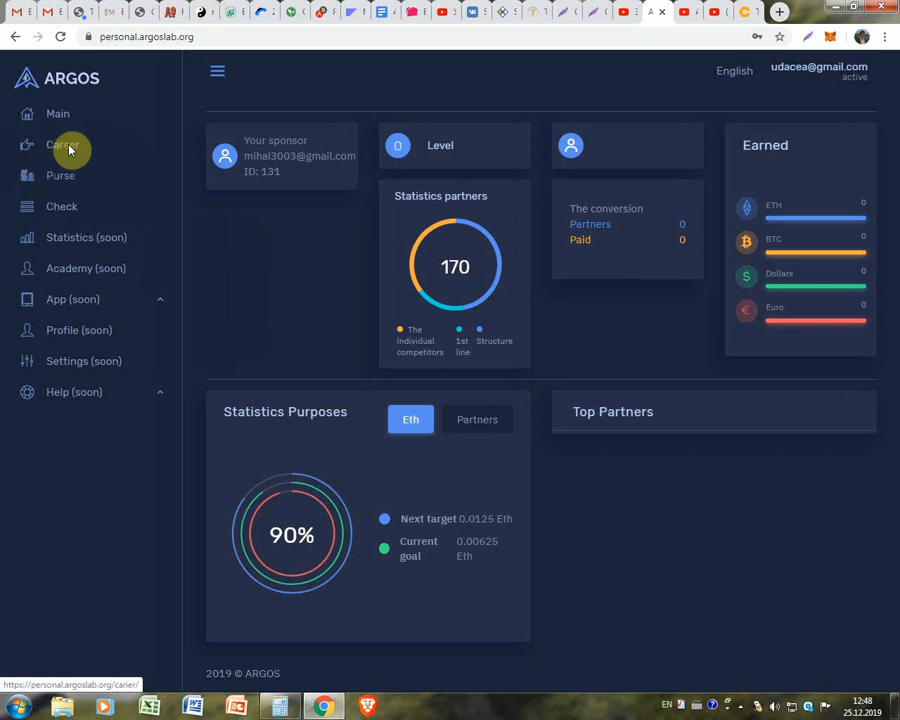 personal.argoslab.org
ARGOS
English
udacea@gmail.com
active
Main
Career
Purse
Check
Statistics (soon)
Academy (soon)
App (soon)
Profile (soon)
Settings (soon)
Help (soon)
Your sponsor
mihai3003@gmail.com
ID: 131
0
Level
Statistics partners
170
The individual competitors
1st line
Structure
The conversion
Partners 0
Paid 0
Earned
ETH 0
BTC 0
Dollars 0
Euro 0
Statistics Purposes
Eth
Partners
90%
Next target 0.0125 Eth
Current goal 0.00625 Eth
Top Partners
2019 © ARGOS
https://personal.argoslab.org/carier/
EN
12:48
25.12.2019